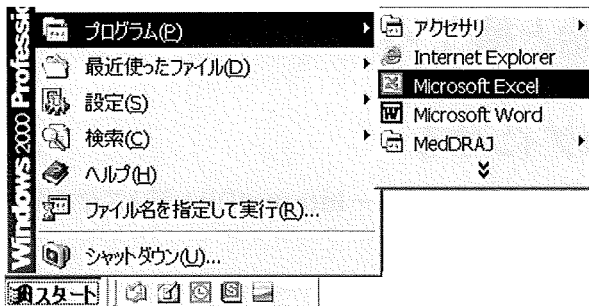 Windows 2000 Professi
プログラム(P)
最近使ったファイル(D)
設定(S)
検索(C)
ヘルプ(H)
ファイル名を指定して実行(R)...
シャットダウン(U)...
スタート
アクセサリ
Internet Explorer
Microsoft Excel
Microsoft Word
MedDRAJ